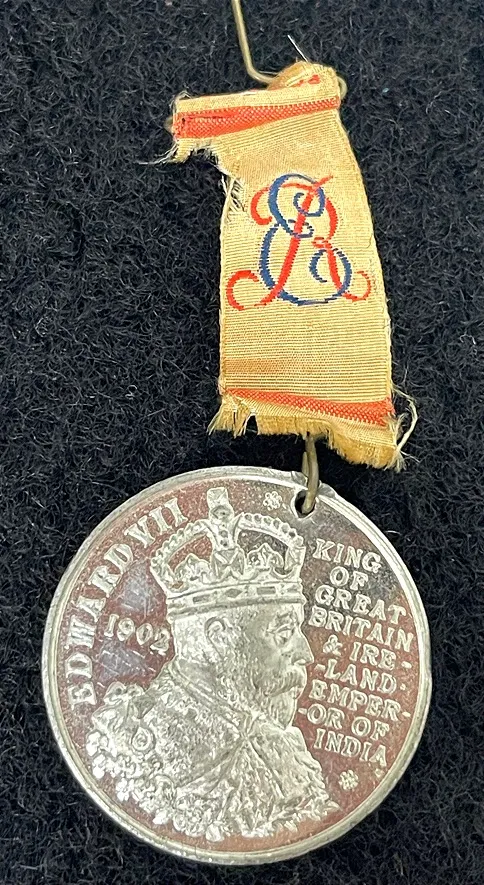 EDWARD VII
1902
KING
OF
GREAT
BRITAIN
& IRE-
-LAND:
EMPER-
-OR OF
INDIA